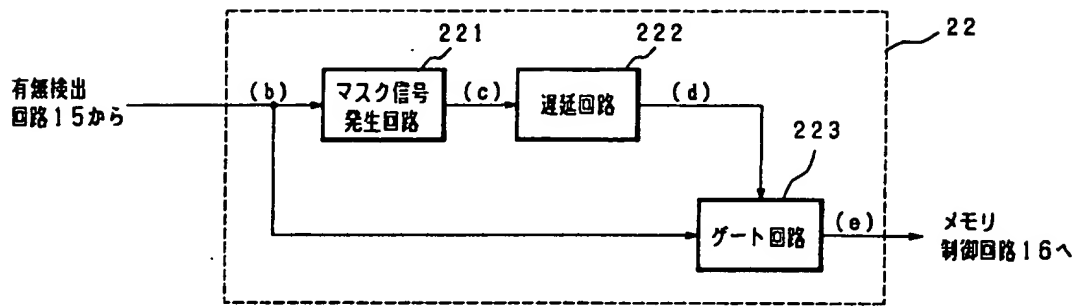 221
222
22
有無検出
回路15から
(b)
マスク信号
発生回路
(c)
遅延回路
(d)
223
ゲート回路
(e)
メモリ
制御回路16へ